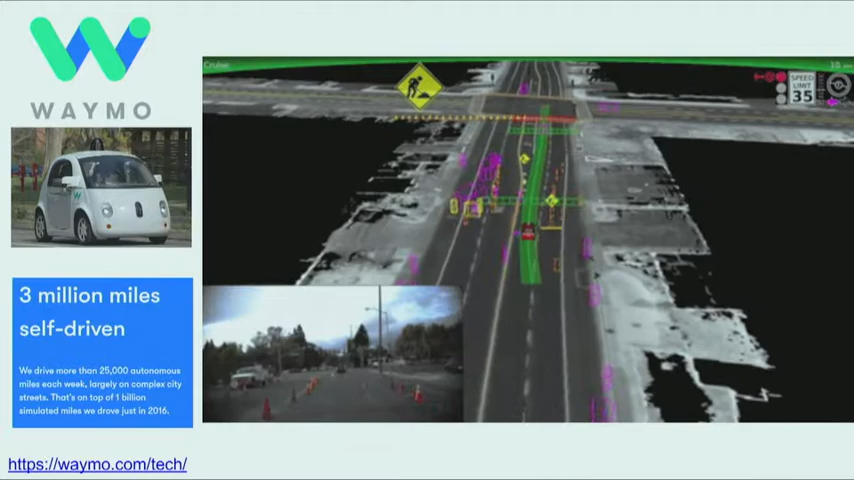 WAYMO
3 million miles
self-driven
We drive more than 25,000 autonomous
miles each week, largely on complex city
streets. That's on top of 1 billion
simulated miles we drove just in 2016.
https://waymo.com/tech/
Cruise
SPEED
LIMIT
35